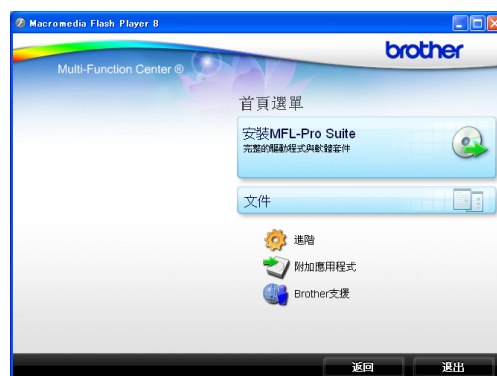 Macromedia Flash Player 8
brother
Multi-Function Center ®
首頁選單
安裝MFL-Pro Suite
完整的驅動程式與軟體套件
文件
進階
附加應用程式
Brother支援
返回
退出